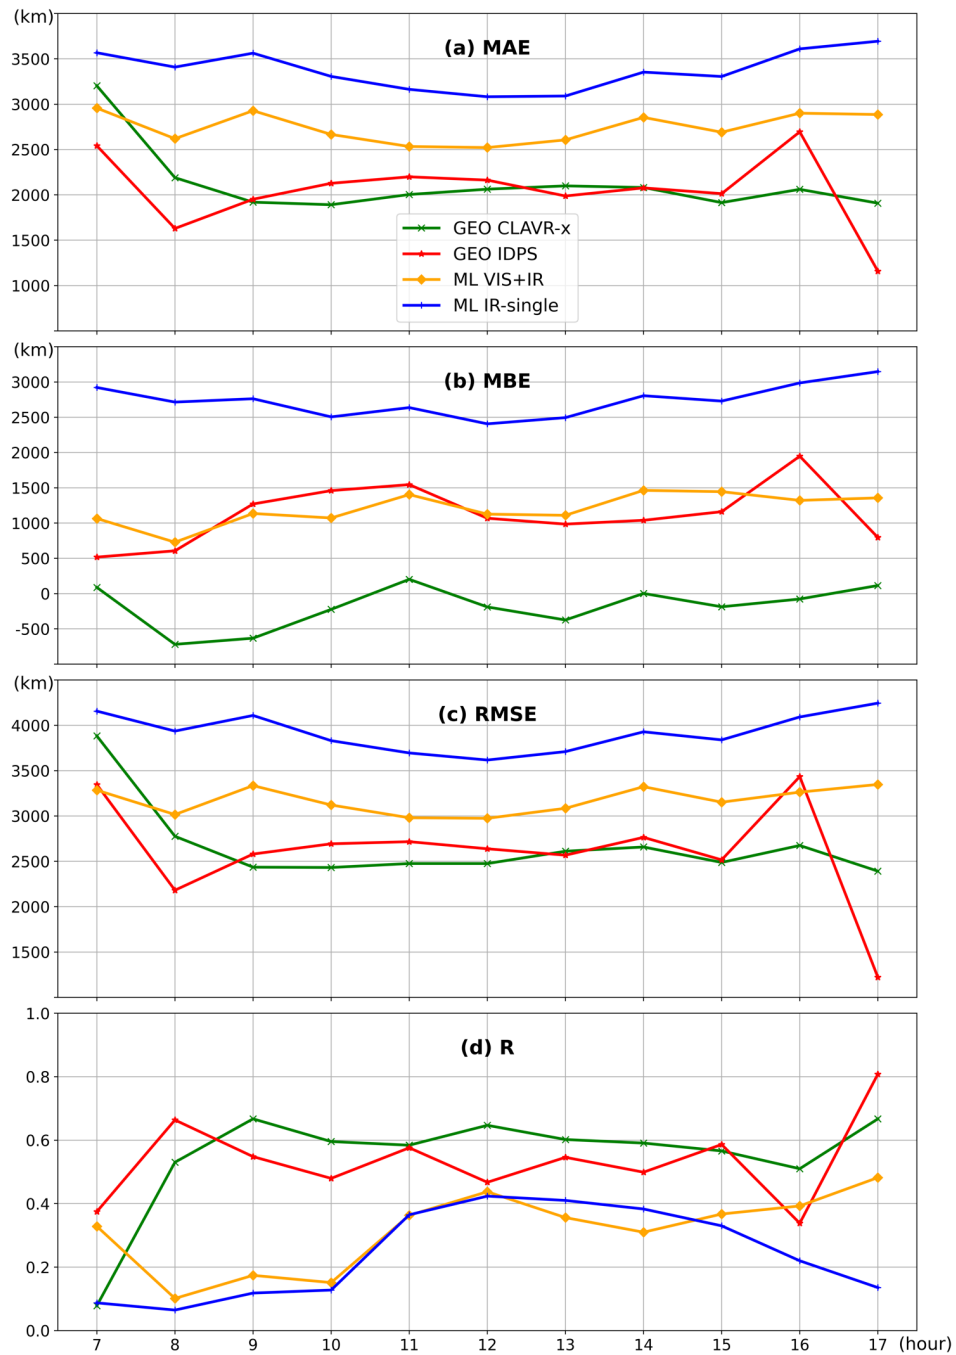 (km)
(a) MAE
3500
3000
2500
2000
1500
1000
GEO CLAVR-x
GEO IDPS
ML VIS+IR
ML IR-single
(km)
(b) MBE
3000
2500
2000
1500
1000
500
0
-500
(km)
(c) RMSE
4000
3500
3000
2500
2000
1500
1.0
(d) R
0.8
0.6
0.4
0.2
0.0
7 8 9 10 11 12 13 14 15 16 17 (hour)